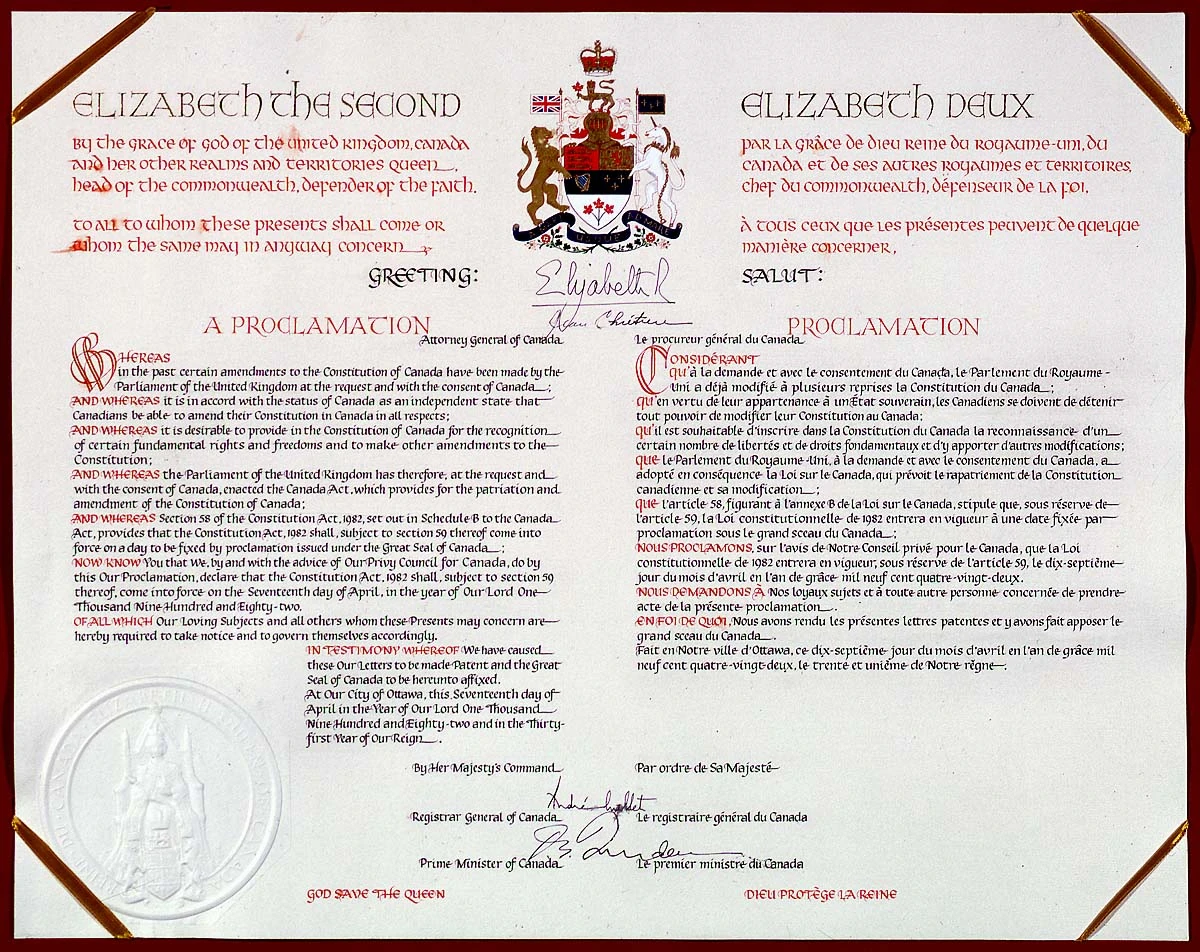 ELIZABETH THE SECOND
BY THE GRACE OF GOD OF THE UNITED KINGDOM, CANADA
AND HER OTHER REALMS AND TERRITORIES QUEEN,
HEAD OF THE COMMONWEALTH, DEFENDER OF THE FAITH.
TO ALL TO WHOM THESE PRESENTS SHALL COME OR
WHOM THE SAME MAY IN ANYWAY CONCERN
GREETING:
ELIZABETH DEUX
PAR LA GRÂCE DE DIEU REINE DU ROYAUME-UNI, DU
CANADA ET DE SES AUTRES ROYAUMES ET TERRITOIRES,
CHEF DU COMMONWEALTH, DÉFENSEUR DE LA FOI.
À TOUS CEUX QUE LES PRÉSENTES PEUVENT DE QUELQUE
MANIÈRE CONCERNER,
SALUT:
Elizabeth R
Jean Chrétien
A PROCLAMATION
Attorney General of Canada
WHEREAS
in the past certain amendments to the Constitution of Canada have been made by the
Parliament of the United Kingdom at the request and with the consent of Canada;
AND WHEREAS it is in accord with the status of Canada as an independent state that
Canadians be able to amend their Constitution in Canada in all respects;
AND WHEREAS it is desirable to provide in the Constitution of Canada for the recognition
of certain fundamental rights and freedoms and to make other amendments to the
Constitution;
AND WHEREAS the Parliament of the United Kingdom has therefore, at the request and
with the consent of Canada, enacted the Canada Act, which provides for the patriation and
amendment of the Constitution of Canada;
AND WHEREAS Section 58 of the Constitution Act, 1982, set out in Schedule B to the Canada
Act, provides that the Constitution Act, 1982 shall, subject to section 59 thereof come into
force on a day to be fixed by proclamation issued under the Great Seal of Canada;
NOW KNOW You that We, by and with the advice of Our Privy Council for Canada, do by
this Our Proclamation, declare that the Constitution Act, 1982 shall, subject to section 59
thereof, come into force on the Seventeenth day of April, in the year of Our Lord One
Thousand Nine Hundred and Eighty-two.
OF ALL WHICH Our Loving Subjects and all others whom these Presents may concern are
hereby required to take notice and to govern themselves accordingly.
IN TESTIMONY WHEREOF We have caused
these Our Letters to be made Patent and the Great
Seal of Canada to be hereunto affixed.
At Our City of Ottawa, this Seventeenth day of
April in the Year of Our Lord One Thousand
Nine Hundred and Eighty-two and in the Thirty-
first Year of Our Reign.
By Her Majesty's Command
Registrar General of Canada
Prime Minister of Canada
GOD SAVE THE QUEEN
PROCLAMATION
Le procureur général du Canada
CONSIDÉRANT
qu'à la demande et avec le consentement du Canada, le Parlement du Royaume-
Uni a déjà modifié à plusieurs reprises la Constitution du Canada;
qu'en vertu de leur appartenance à un État souverain, les Canadiens se doivent de détenir
tout pouvoir de modifier leur Constitution au Canada;
qu'il est souhaitable d'inscrire dans la Constitution du Canada la reconnaissance d'un
certain nombre de libertés et de droits fondamentaux et d'y apporter d'autres modifications;
que le Parlement du Royaume-Uni, à la demande et avec le consentement du Canada, a
adopté en conséquence la Loi sur le Canada, qui prévoit le rapatriement de la Constitution
canadienne et sa modification;
que l'article 58, figurant à l'annexe B de la Loi sur le Canada, stipule que, sous réserve de
l'article 59, la Loi constitutionnelle de 1982 entrera en vigueur à une date fixée par
proclamation sous le grand sceau du Canada;
NOUS PROCLAMONS, sur l'avis de Notre Conseil privé pour le Canada, que la Loi
constitutionnelle de 1982 entrera en vigueur, sous réserve de l'article 59, le dix-septième
jour du mois d'avril en l'an de grâce mil neuf cent quatre-vingt-deux.
NOUS DEMANDONS À Nos loyaux sujets et à toute autre personne concernée de prendre
acte de la présente proclamation.
EN FOI DE QUOI, Nous avons rendu les présentes lettres patentes et y avons fait apposer le
grand sceau du Canada.
Fait en Notre ville d'Ottawa, ce dix-septième jour du mois d'avril en l'an de grâce mil
neuf cent quatre-vingt-deux, le trente et unième de Notre règne.
Par ordre de Sa Majesté
André Ouellet
Le registraire général du Canada
Le premier ministre du Canada
DIEU PROTÈGE LA REINE